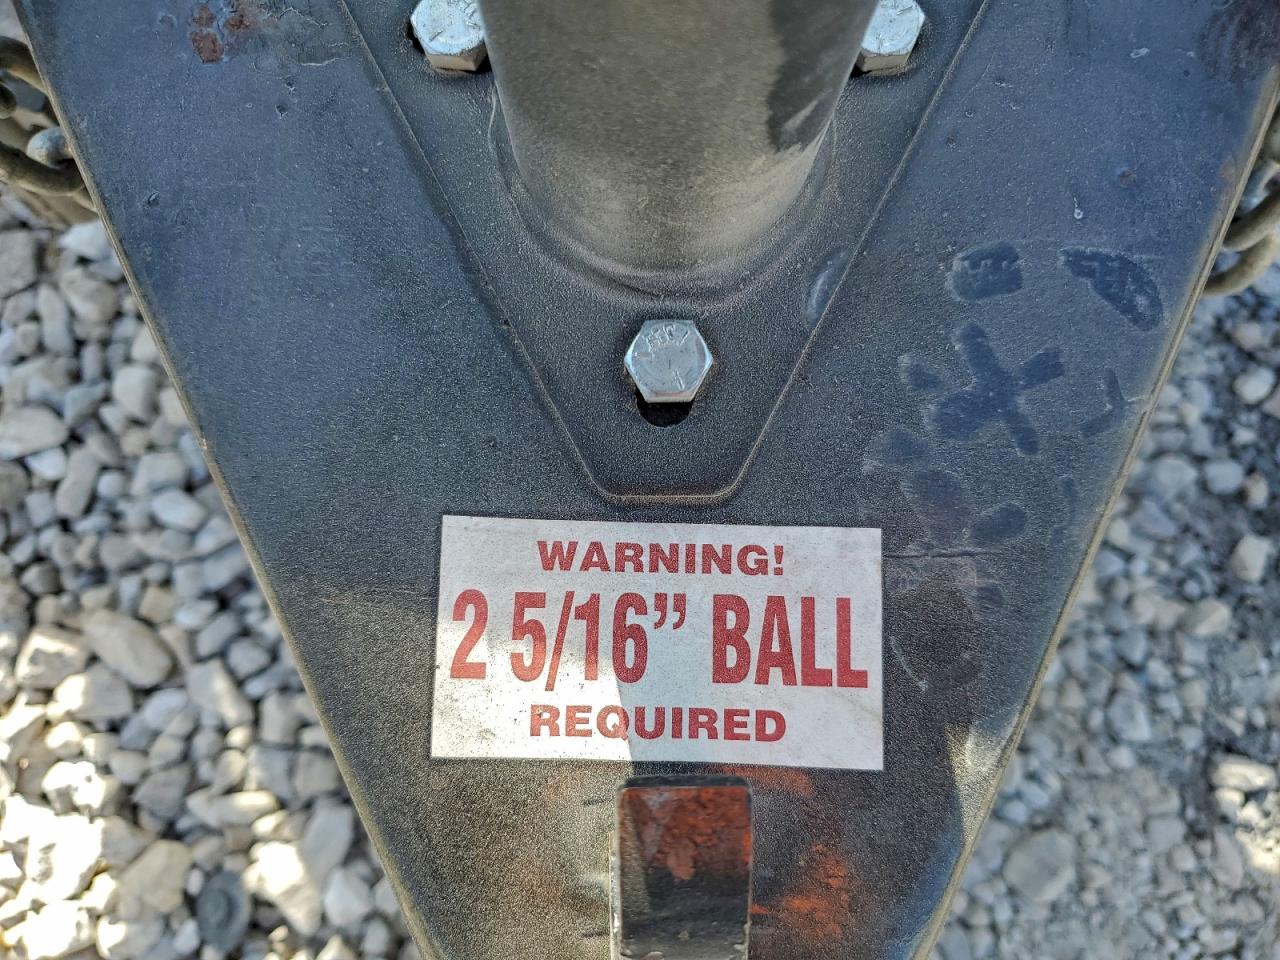 WARNING!
2 5/16” BALL
REQUIRED